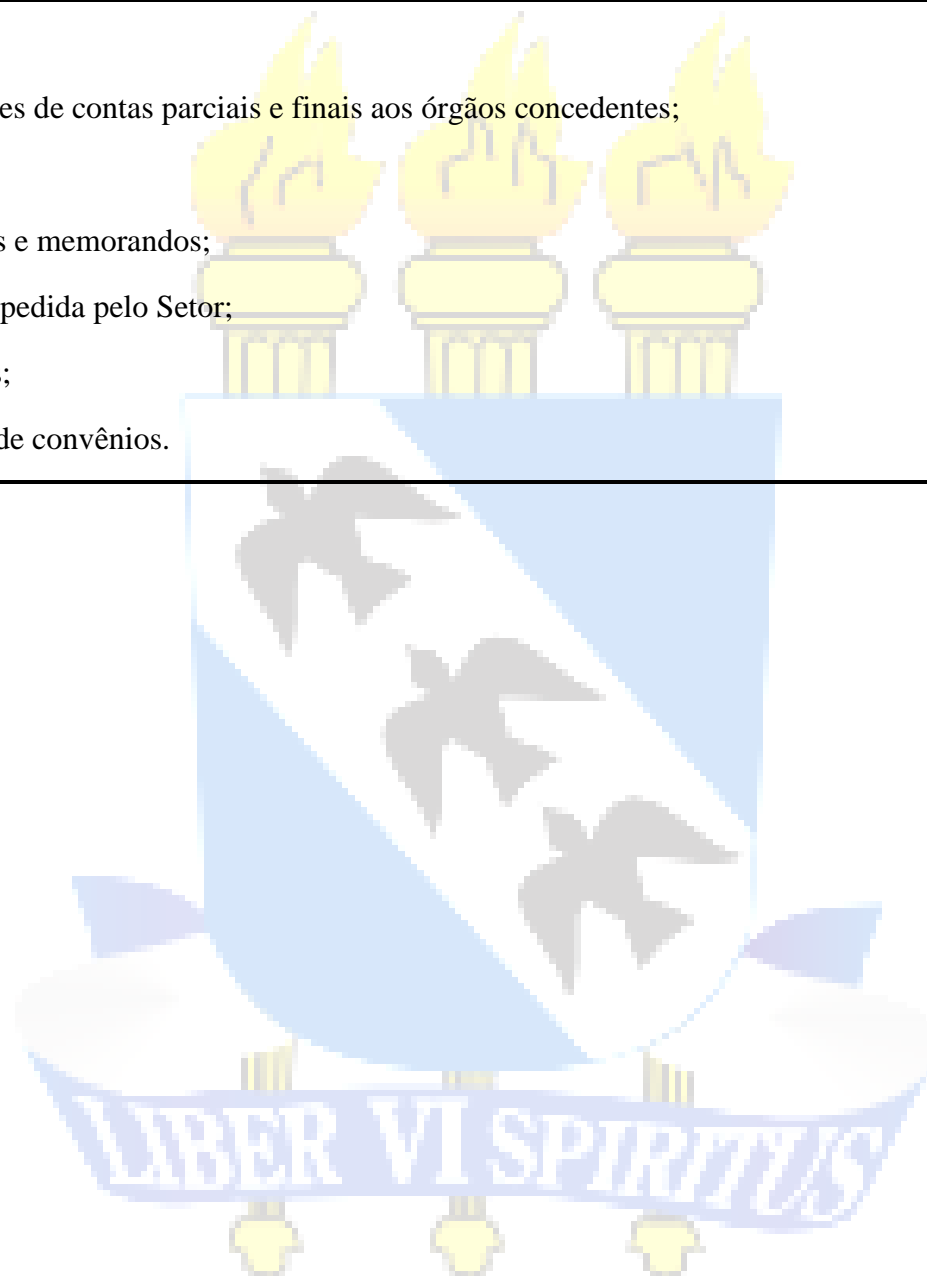 es de contas parciais e finais aos órgãos concedentes;
s e memorandos;
pedida pelo Setor;
s;
de convênios.
LIBER VI SPIRITUS